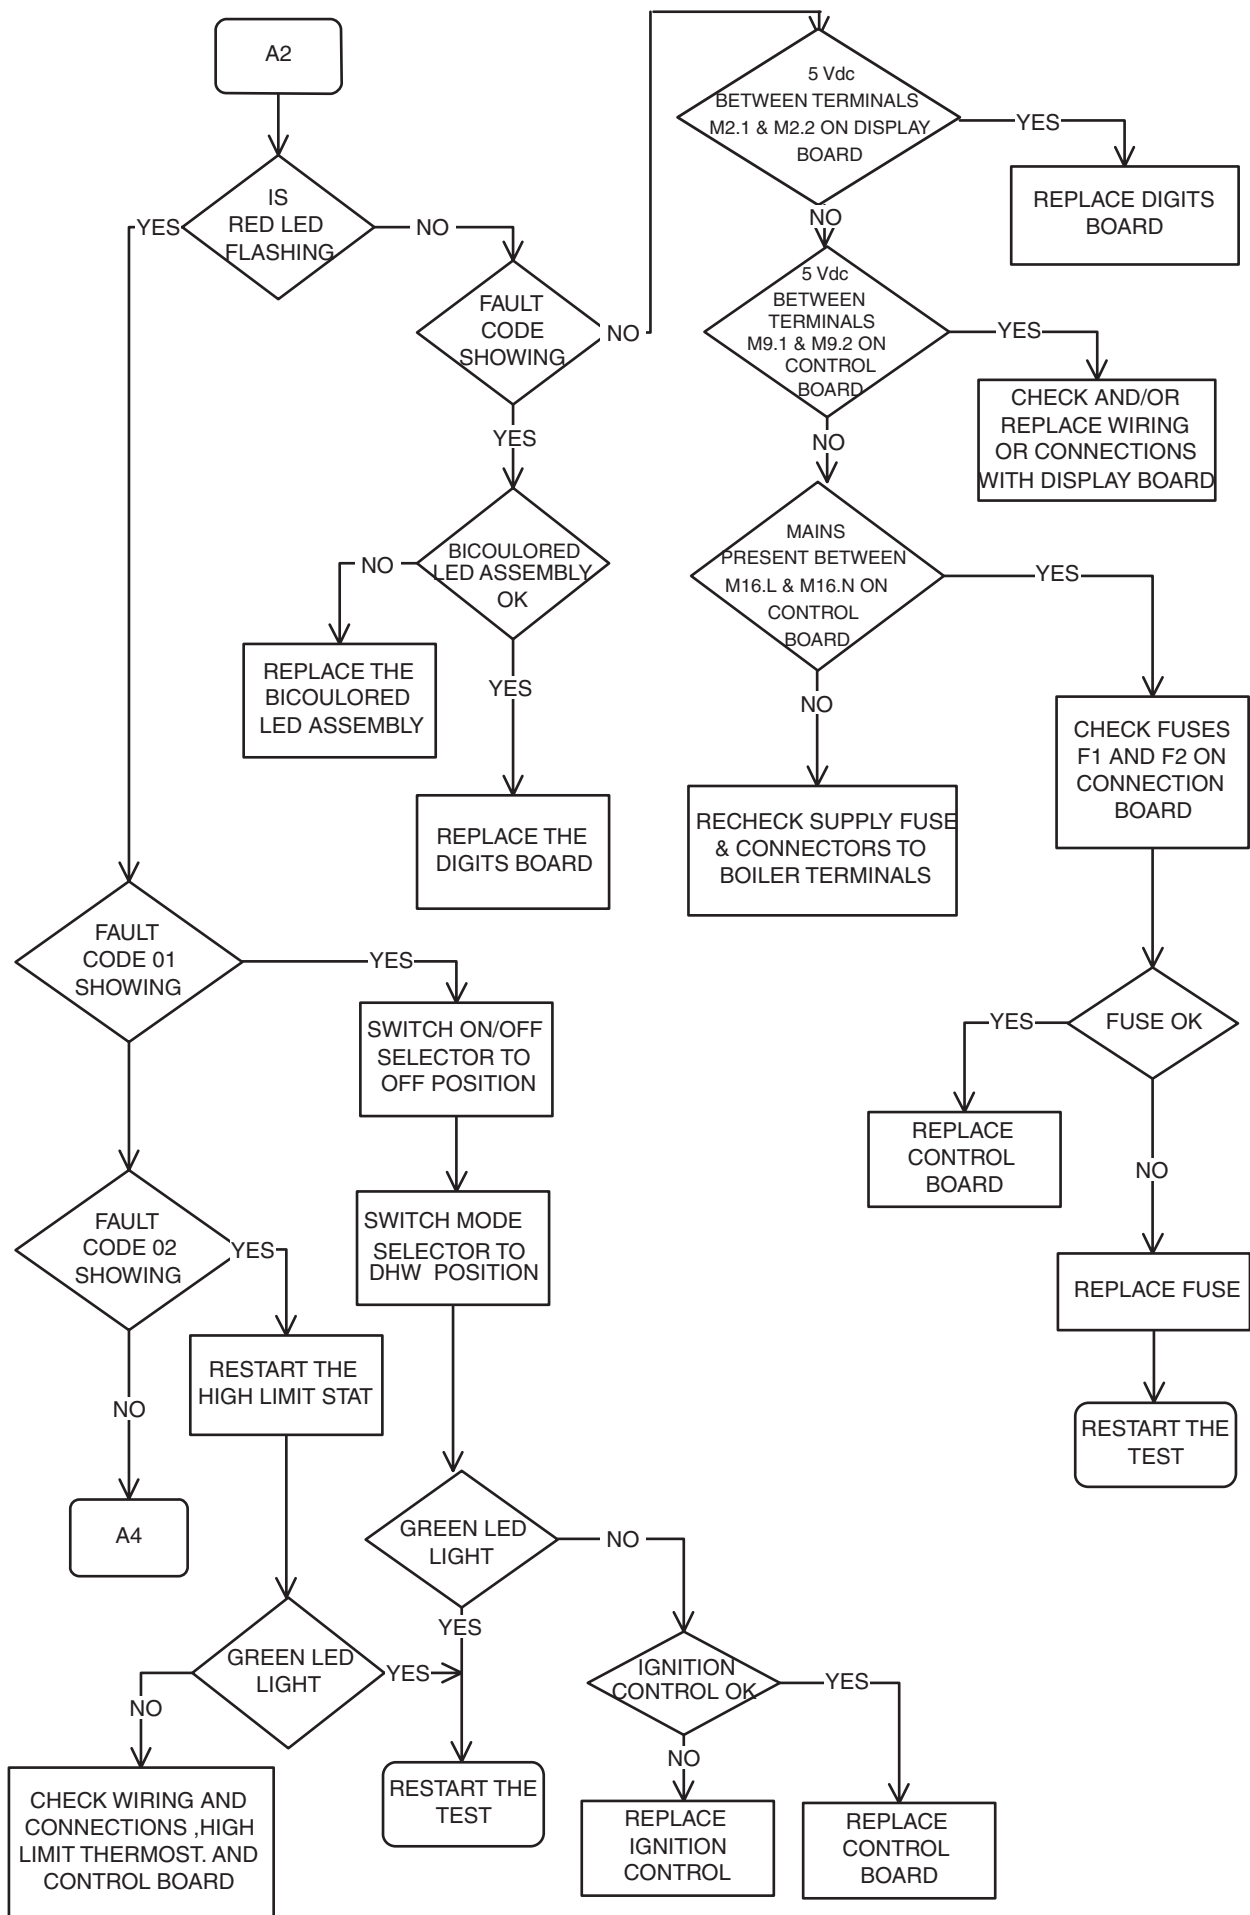 A2
IS
RED LED
FLASHING
YES
NO
FAULT
CODE
SHOWING
NO
YES
BICOULORED
LED ASSEMBLY
OK
NO
YES
REPLACE THE
BICOULORED
LED ASSEMBLY
REPLACE THE
DIGITS BOARD
5 Vdc
BETWEEN TERMINALS
M2.1 & M2.2 ON DISPLAY
BOARD
YES
REPLACE DIGITS
BOARD
NO
5 Vdc
BETWEEN
TERMINALS
M9.1 & M9.2 ON
CONTROL
BOARD
YES
CHECK AND/OR
REPLACE WIRING
OR CONNECTIONS
WITH DISPLAY BOARD
NO
MAINS
PRESENT BETWEEN
M16.L & M16.N ON
CONTROL
BOARD
YES
NO
RECHECK SUPPLY FUSE
& CONNECTORS TO
BOILER TERMINALS
CHECK FUSES
F1 AND F2 ON
CONNECTION
BOARD
FUSE OK
YES
REPLACE
CONTROL
BOARD
NO
REPLACE FUSE
RESTART THE
TEST
FAULT
CODE 01
SHOWING
YES
SWITCH ON/OFF
SELECTOR TO
OFF POSITION
SWITCH MODE
SELECTOR TO
DHW POSITION
FAULT
CODE 02
SHOWING
YES
RESTART THE
HIGH LIMIT STAT
NO
A4
GREEN LED
LIGHT
NO
YES
GREEN LED
LIGHT
YES
NO
CHECK WIRING AND
CONNECTIONS ,HIGH
LIMIT THERMOST. AND
CONTROL BOARD
RESTART THE
TEST
IGNITION
CONTROL OK
YES
NO
REPLACE
IGNITION
CONTROL
REPLACE
CONTROL
BOARD